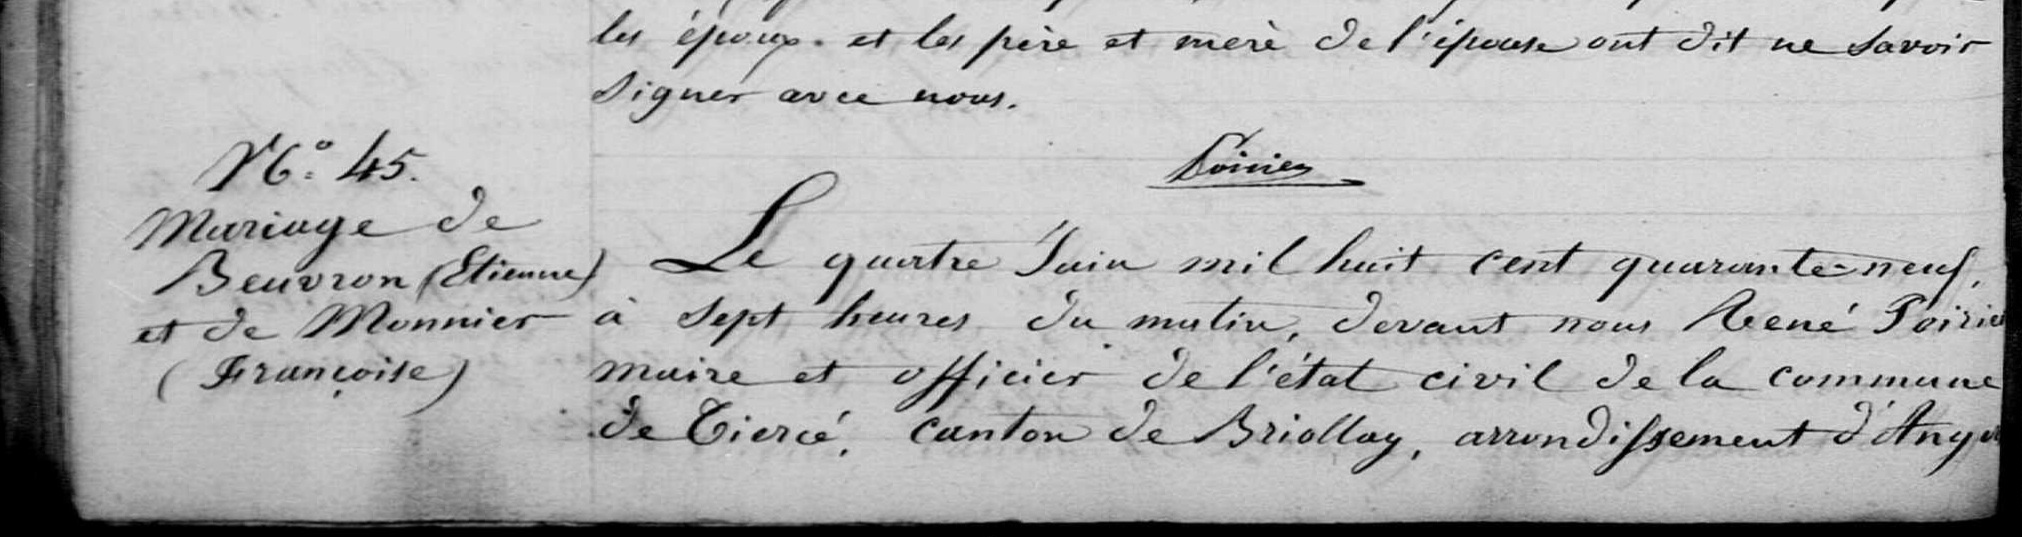 les époux. et les père et mère de l'épouse ont dit ne savoir
signer avec nous.
Poirier
N°. 45.
Mariage de
Beuvron (Etienne)
et de Monnier
(Françoise)
Le quatre Juin mil huit cent quarante-neuf,
à sept heures du matin, devant nous René Poirier
maire et officier de l'état civil de la commune
de Tiercé, canton de Briollay, arrondissement d'Ang